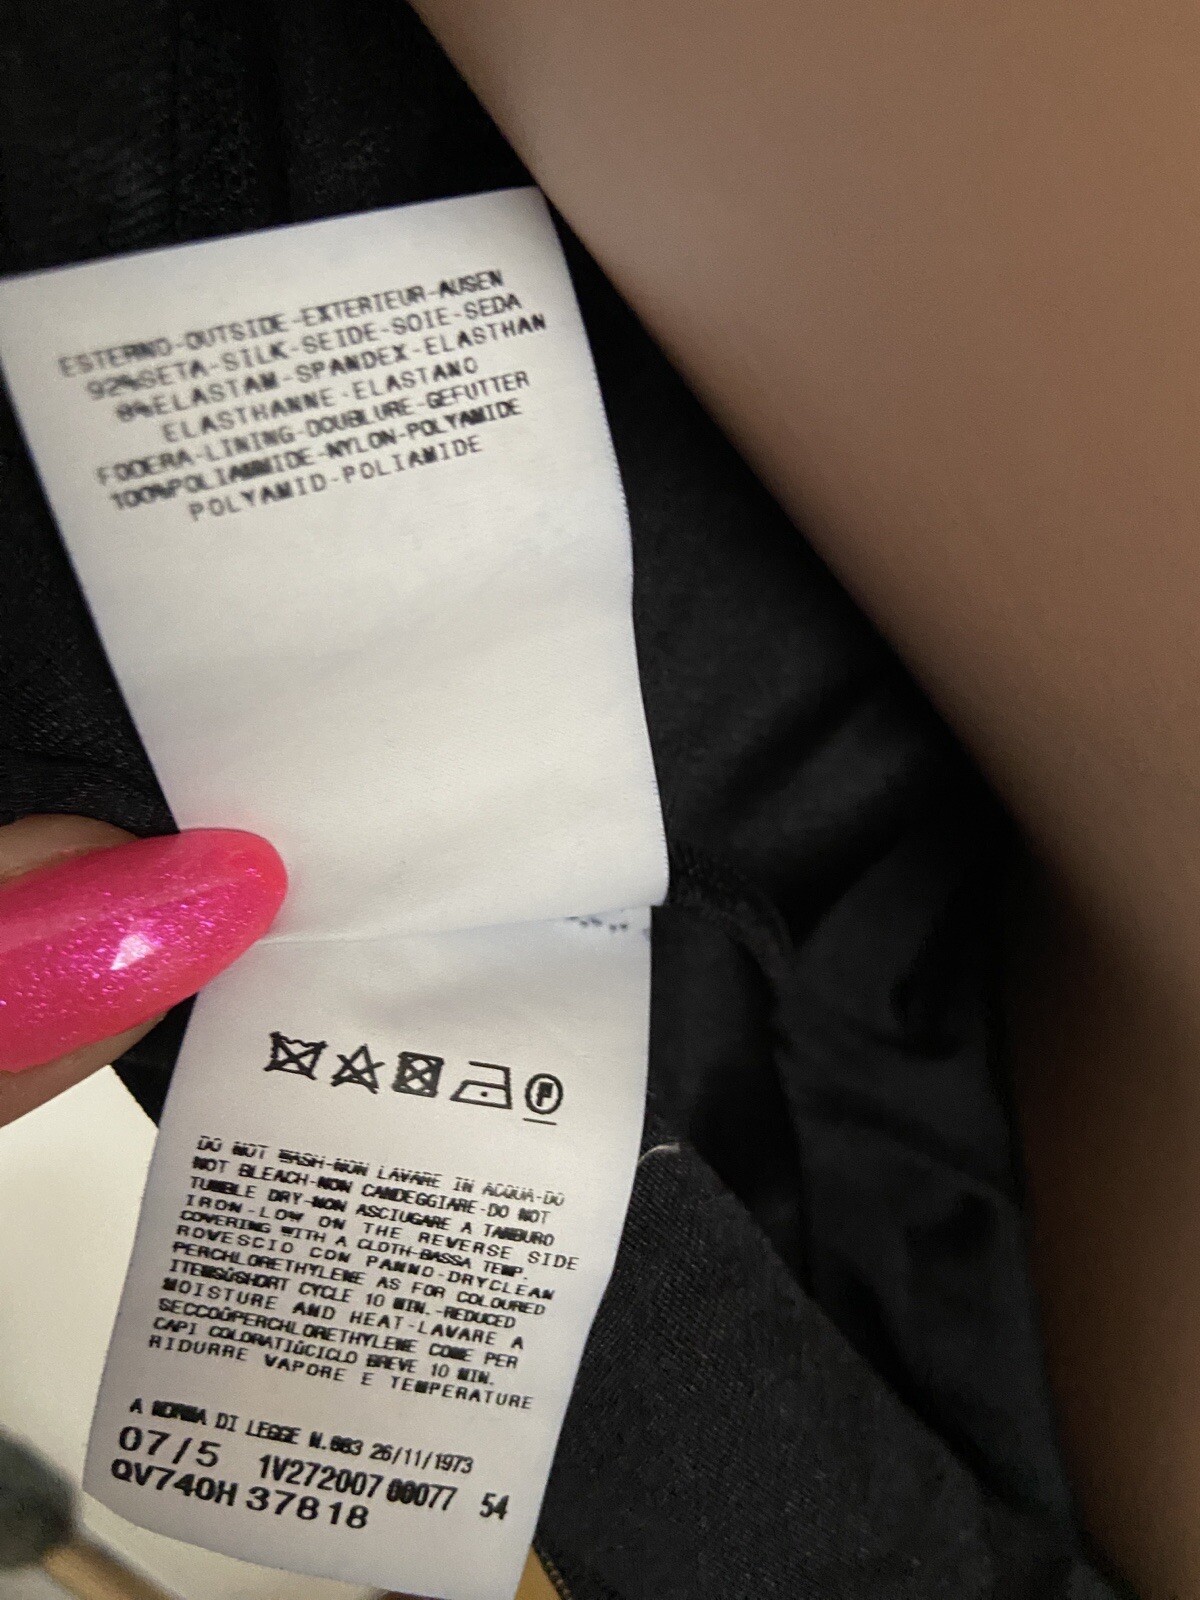 ESTERNO-OUTSIDE-EXTERIEUR-AUSEN
92%SETA-SILK-SEIDE-SOIE-SEDA
8%ELASTAM-SPANDEX-ELASTHAN
ELASTHANNE-ELASTANO
FODERA-LINING-DOUBLURE-GEFUTTER
100%POLIAMMIDE-NYLON-POLYAMIDE
POLYAMID-POLIAMIDE
P
DO NOT WASH-NON LAVARE IN ACQUA-DO
NOT BLEACH-NON CANDEGGIARE-DO NOT
TUMBLE DRY-NON ASCIUGARE A TAMBURO
IRON-LOW ON THE REVERSE SIDE
COVERING WITH A CLOTH-BASSA TEMP.
ROVESCIO CON PANNO-DRYCLEAN
PERCHLORETHYLENE AS FOR COLOURED
ITEMSûSHORT CYCLE 10 MIN.-REDUCED
MOISTURE AND HEAT-LAVARE A
SECCOûPERCHLORETHYLENE COME PER
CAPI COLORATIûCICLO BREVE 10 MIN.
RIDURRE VAPORE E TEMPERATURE
A NORMA DI LEGGE N.883 26/11/1973
07/5 1V272007 00077 54
QV740H 37818